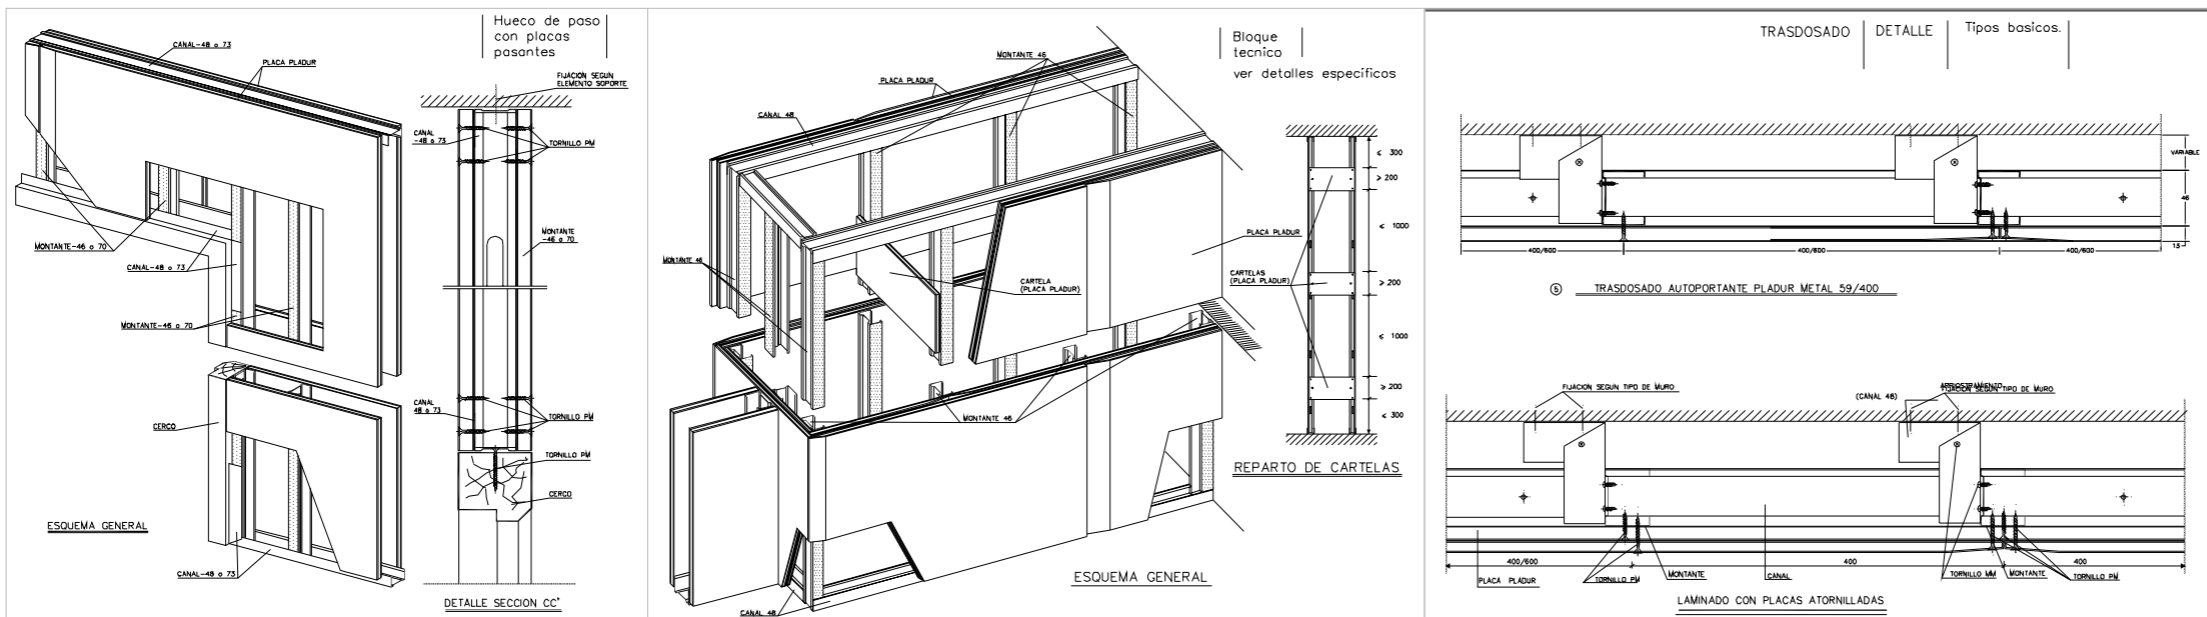 Hueco de paso
con placas
pasantes
CANAL-48 o 73
PLACA PLADUR
FIJACION SEGUN
ELEMENTO SOPORTE
CANAL
-48 o 73
TORNILLO PM
MONTANTE
-46 o 70
MONTANTE-46 o 70
CANAL-48 o 73
MONTANTE-46 o 70
CANAL
48 o 73
TORNILLO PM
CERCO
TORNILLO PM
CERCO
ESQUEMA GENERAL
CANAL-48 o 73
DETALLE SECCION CC'
Bloque
tecnico
ver detalles especificos
MONTANTE 46
PLACA PLADUR
CANAL 48
PLACA PLADUR
MONTANTE 46
CARTELA
(PLACA PLADUR)
CARTELAS
(PLACA PLADUR)
MONTANTE 46
CANAL 48
ESQUEMA GENERAL
≤ 300
≥ 200
≤ 1000
≥ 200
≤ 1000
≥ 200
≤ 300
REPARTO DE CARTELAS
TRASDOSADO
DETALLE
Tipos basicos.
VARIABLE
46
15
400/600
400/600
400/600
5 TRASDOSADO AUTOPORTANTE PLADUR METAL 59/400
FIJACION SEGUN TIPO DE MURO
ARRIOSTRAMIENTO
FIJACION SEGUN TIPO DE MURO
(CANAL 48)
400/600
400
400
PLACA PLADUR
TORNILLO PM
MONTANTE
CANAL
TORNILLO MM
MONTANTE
TORNILLO PM
LAMINADO CON PLACAS ATORNILLADAS